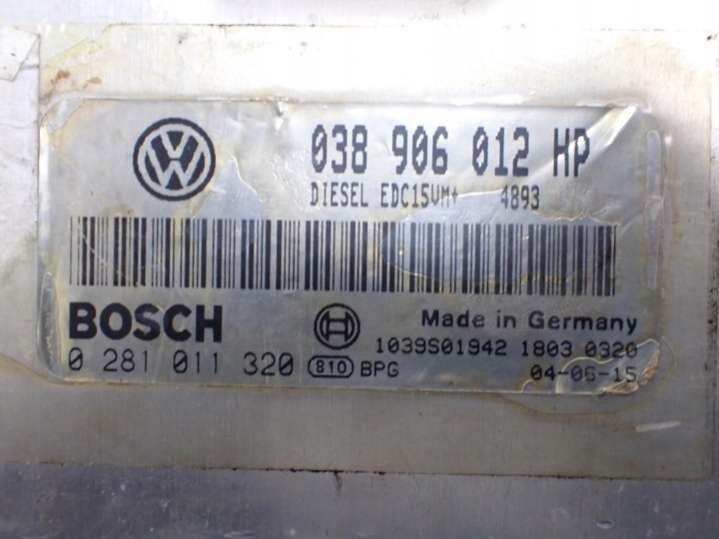 038 906 012 HP
DIESEL EDC15VM+ 4893
BOSCH
Made in Germany
0 281 011 320
810 BPG
1039S01942 1803 0320
04-06-15